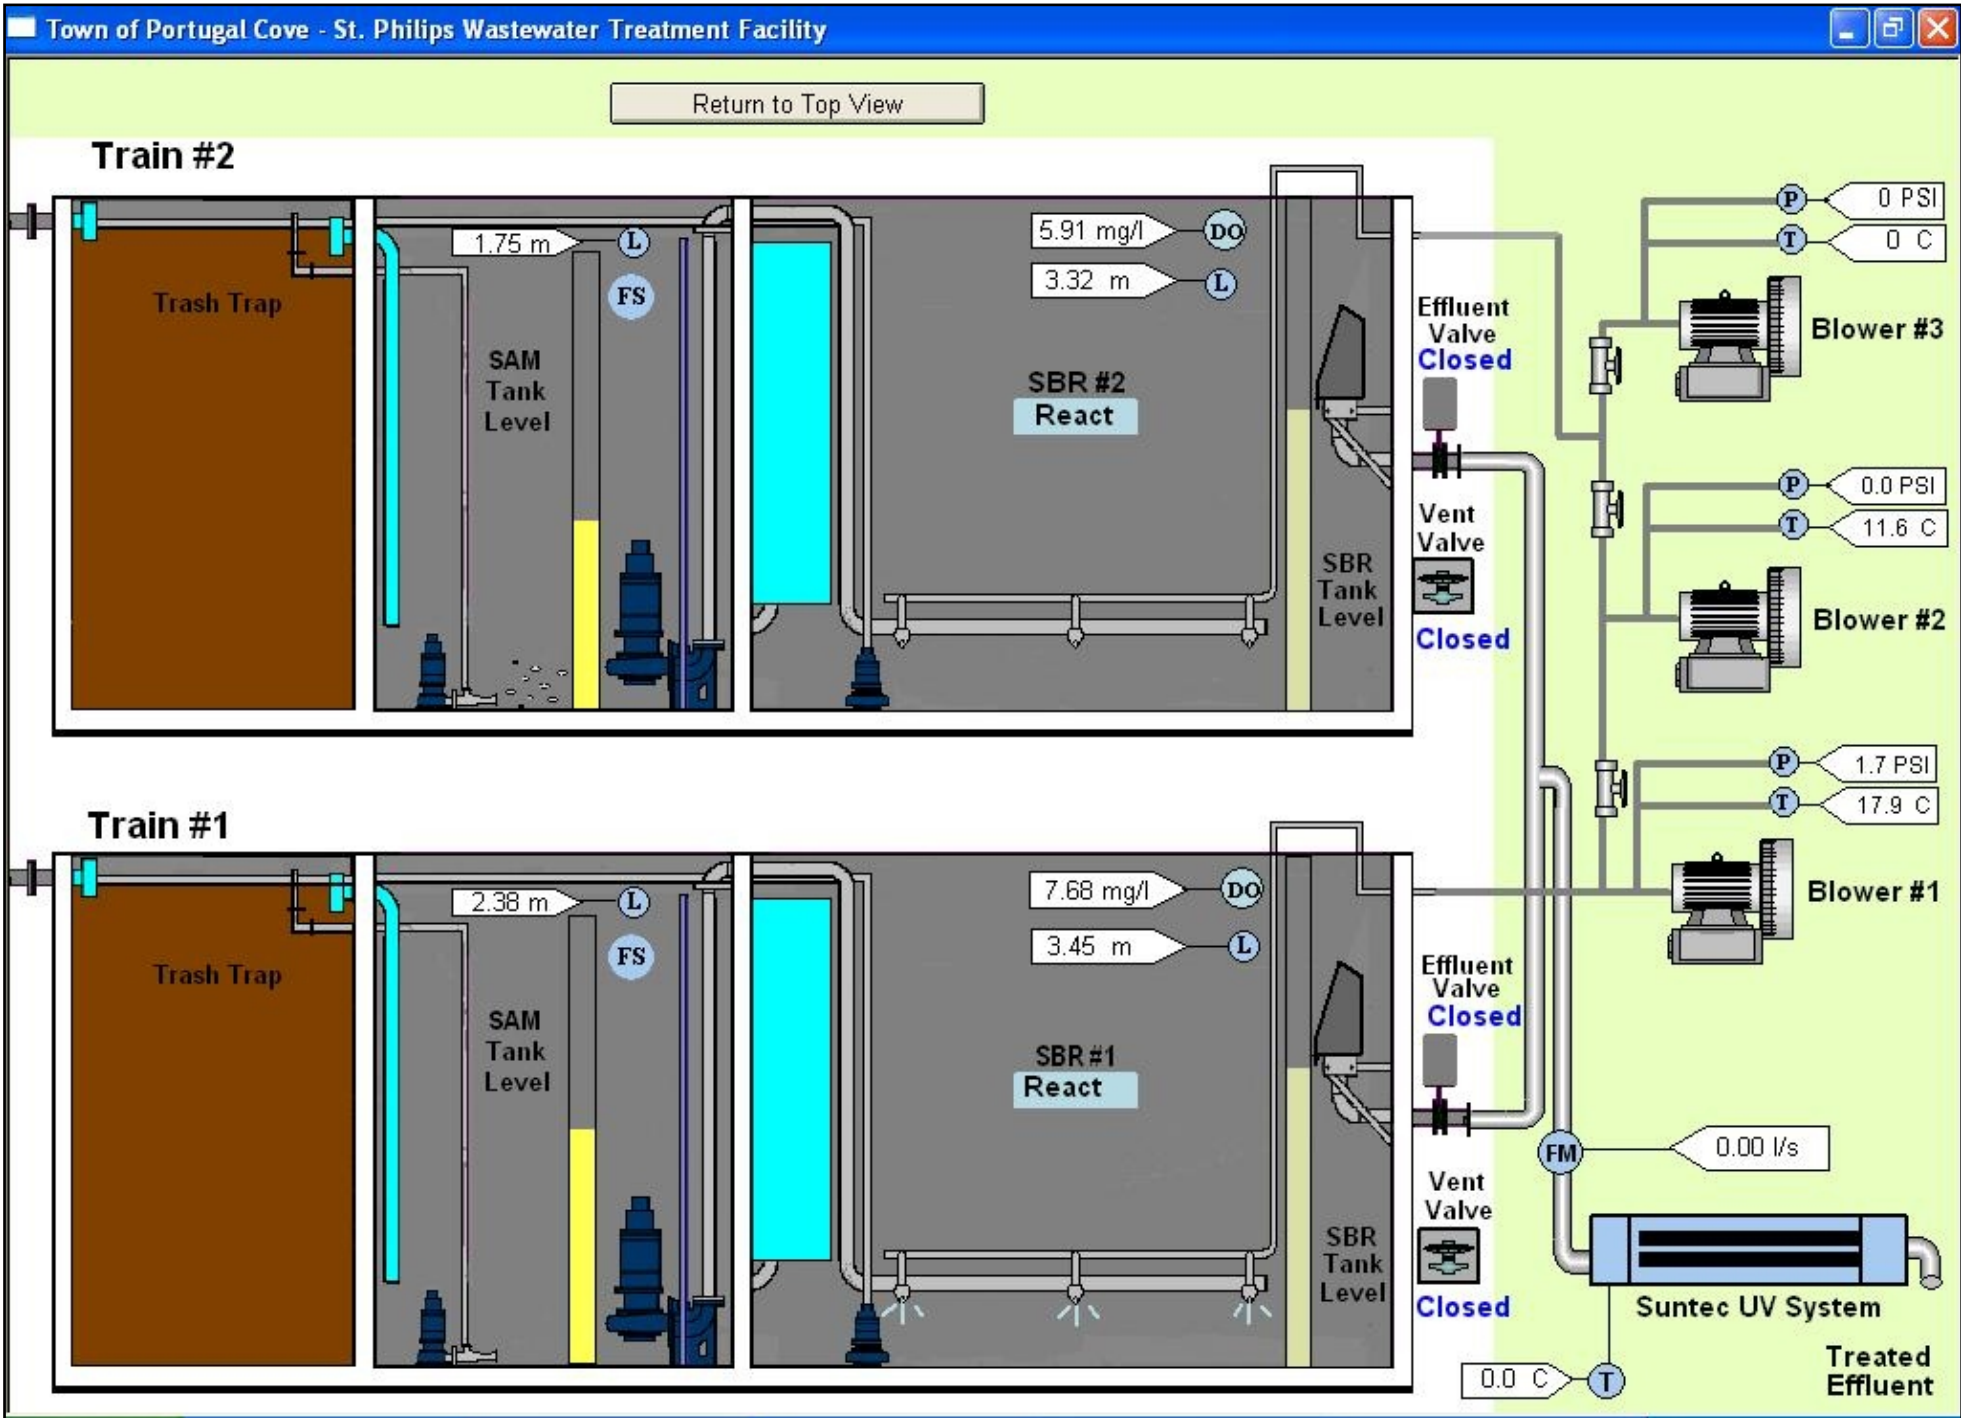 Town of Portugal Cove - St. Philips Wastewater Treatment Facility
Return to Top View
Train #2
Trash Trap
1.75 m
L
FS
SAM
Tank
Level
5.91 mg/l
DO
3.32 m
L
SBR #2
React
SBR
Tank
Level
Effluent
Valve
Closed
Vent
Valve
Closed
P
0 PSI
T
0 C
Blower #3
P
0.0 PSI
T
11.6 C
Blower #2
P
1.7 PSI
T
17.9 C
Blower #1
Train #1
Trash Trap
2.38 m
L
FS
SAM
Tank
Level
7.68 mg/l
DO
3.45 m
L
SBR #1
React
SBR
Tank
Level
Effluent
Valve
Closed
Vent
Valve
Closed
FM
0.00 l/s
Suntec UV System
0.0 C
T
Treated
Effluent